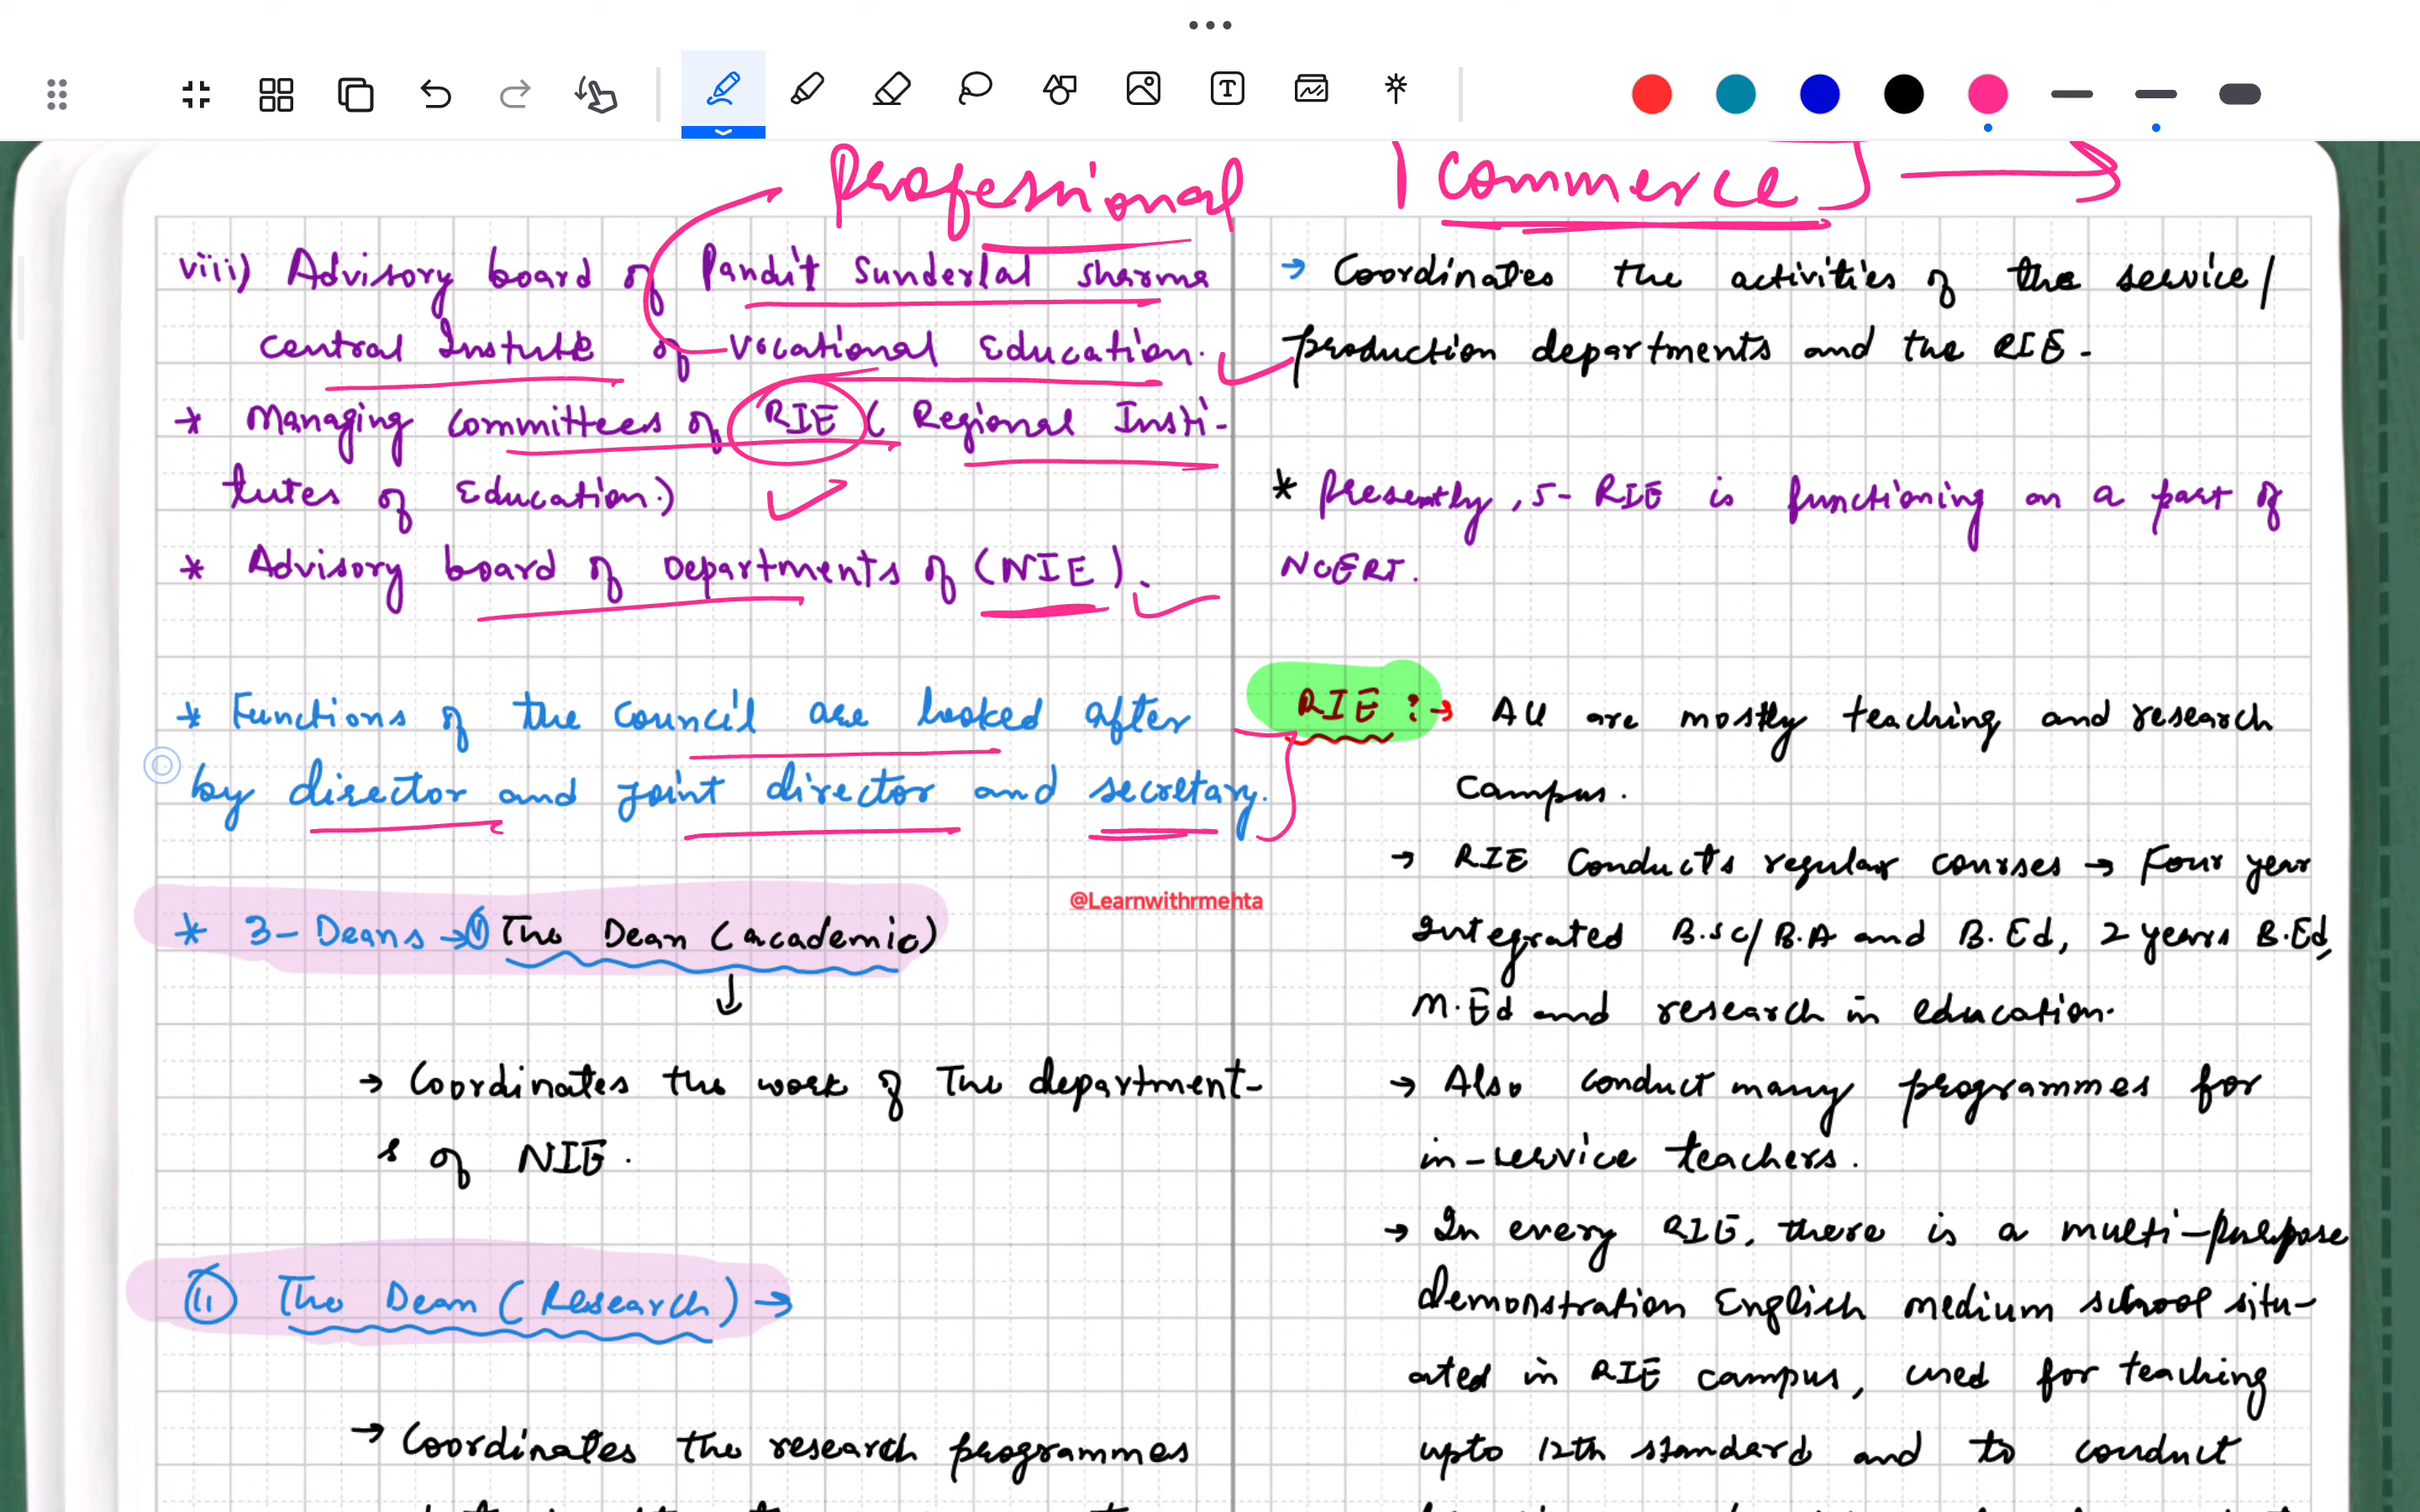 Professional
| Commerce ] →
viii) Advisory board of Pandit Sunderlal Sharma
central Instute of Vocational Education.
* Managing Committees of RIE ( Regional Insti-
tutes of Education.)
* Advisory board of Departments of (NIE).
* Functions of the council are looked after
by director and joint director and secretary.
@Learnwithrmehta
* 3-Deans → (i) The Dean (academic)
↓
→ Coordinates the work of The department-
s of NIE.
(ii) The Dean (Research) →
→ Coordinates the research programmes
→ Coordinates the activities of the service/
production departments and the RIE -
* Presently, 5- RIE is functioning as a part of
NCERT.
RIE :→ All are mostly teaching and research
Campus.
→ RIE Conducts regular courses → Four year
Integrated B.Sc/B.A and B.Ed, 2 years B.Ed,
M.Ed and research in education.
→ Also conduct many programmes for
in-service teachers.
→ In every RIE, there is a multi-purpose
demonstration English medium school situ-
ated in RIE campus, used for teaching
upto 12th standard and to conduct